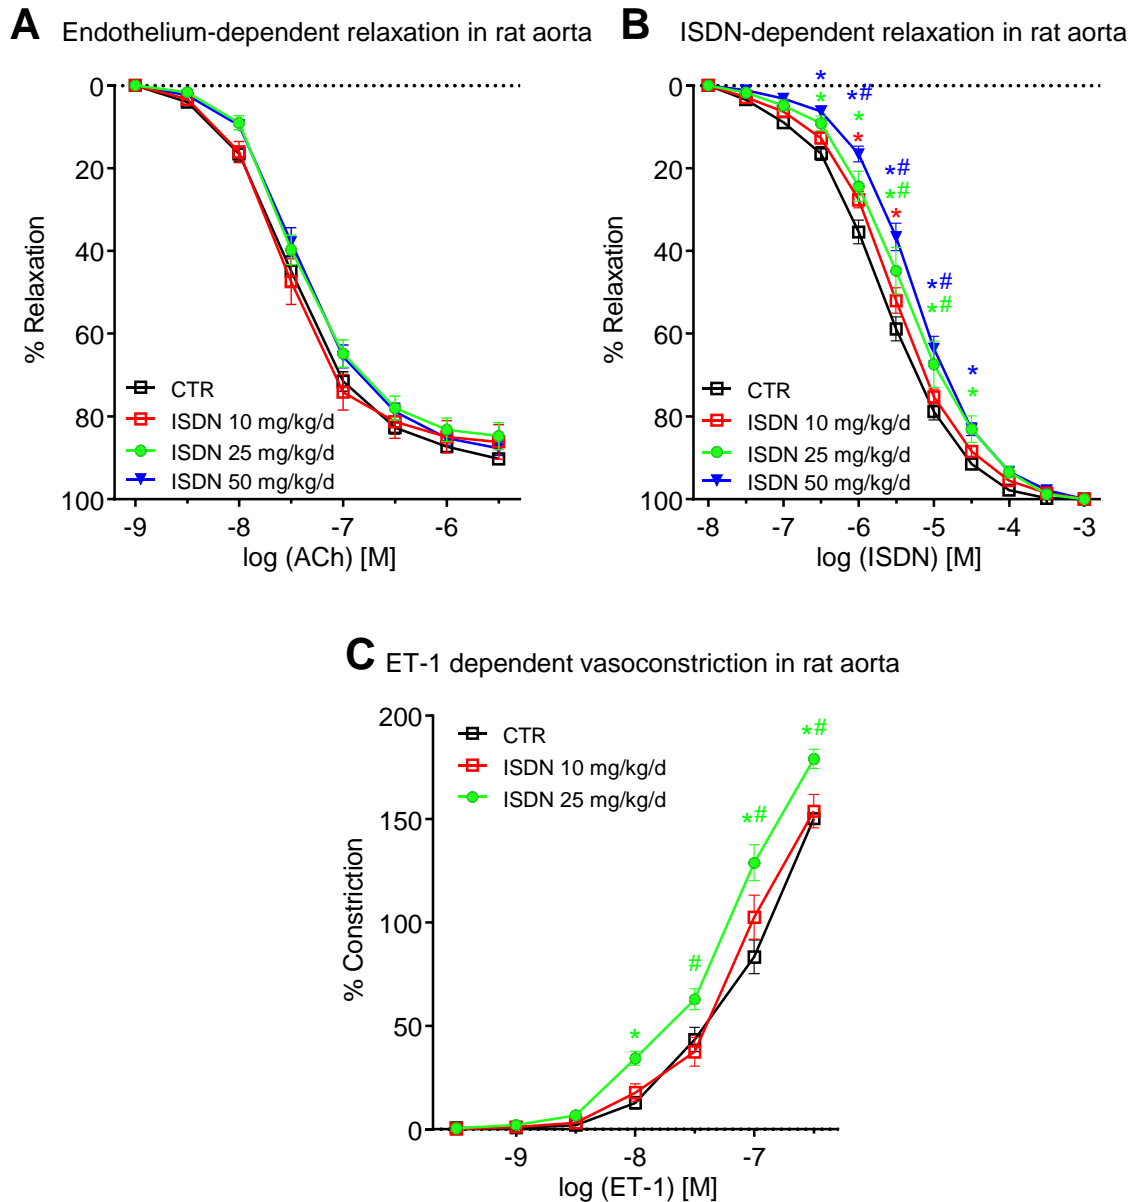 A Endothelium-dependent relaxation in rat aorta
0
20
40
60
80
100
% Relaxation
CTR
ISDN 10 mg/kg/d
ISDN 25 mg/kg/d
ISDN 50 mg/kg/d
-9 -8 -7 -6
log (ACh) [M]
B ISDN-dependent relaxation in rat aorta
0
20
40
60
80
100
% Relaxation
*
*
*#
*
*
*#
*#
*
*#
*#
*
*
CTR
ISDN 10 mg/kg/d
ISDN 25 mg/kg/d
ISDN 50 mg/kg/d
-8 -7 -6 -5 -4 -3
log (ISDN) [M]
C ET-1 dependent vasoconstriction in rat aorta
200
150
100
50
0
% Constriction
CTR
ISDN 10 mg/kg/d
ISDN 25 mg/kg/d
*#
*#
#
*
-9 -8 -7
log (ET-1) [M]